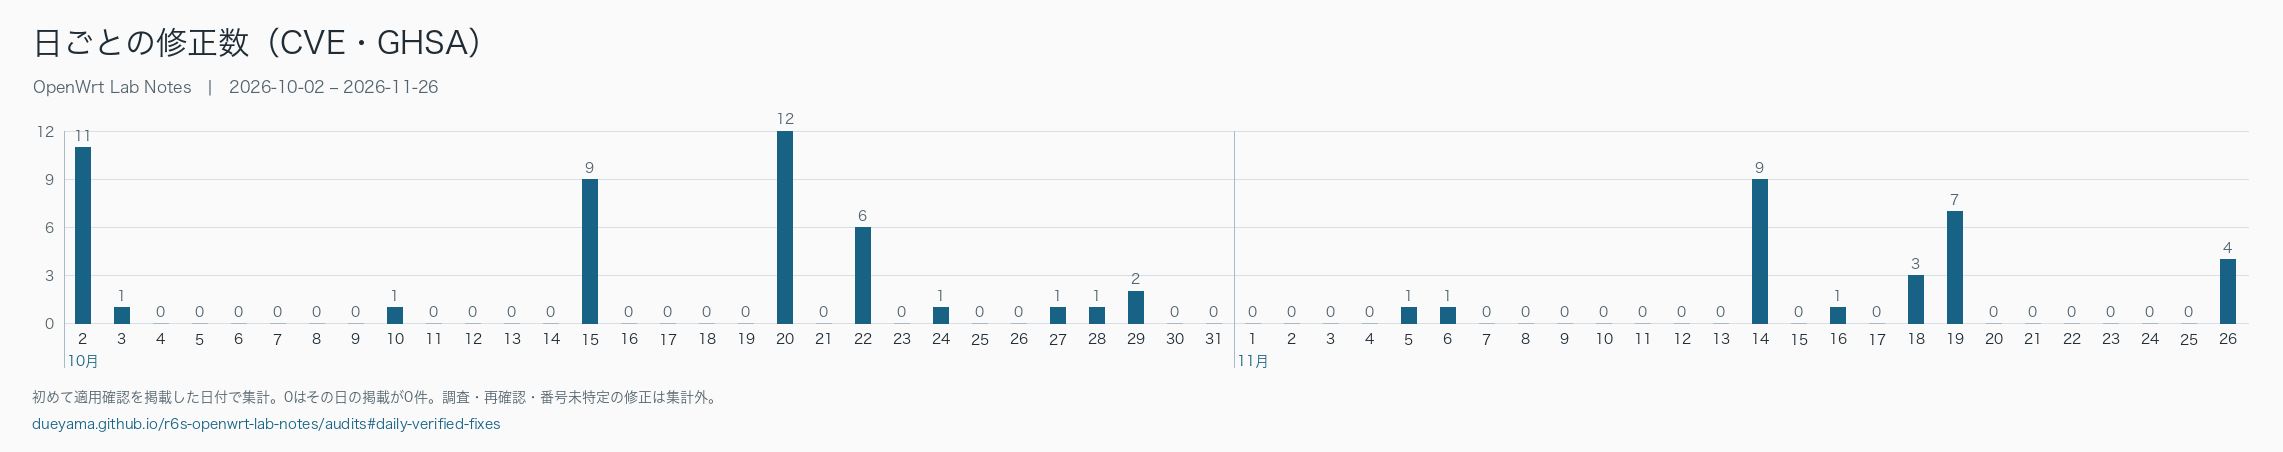 日ごとの修正数（CVE・GHSA）
OpenWrt Lab Notes | 2026-10-02 – 2026-11-26
12
9
6
3
0
11 1 0 0 0 0 0 0 1 0 0 0 0 9 0 0 0 0 12 0 6 0 1 0 0 1 1 2 0 0 0 0 0 0 1 1 0 0 0 0 0 0 0 9 0 1 0 3 7 0 0 0 0 0 0 4
2 3 4 5 6 7 8 9 10 11 12 13 14 15 16 17 18 19 20 21 22 23 24 25 26 27 28 29 30 31 1 2 3 4 5 6 7 8 9 10 11 12 13 14 15 16 17 18 19 20 21 22 23 24 25 26
10月 11月
初めて適用確認を掲載した日付で集計。0はその日の掲載が0件。調査・再確認・番号未特定の修正は集計外。
dueyama.github.io/r6s-openwrt-lab-notes/audits#daily-verified-fixes